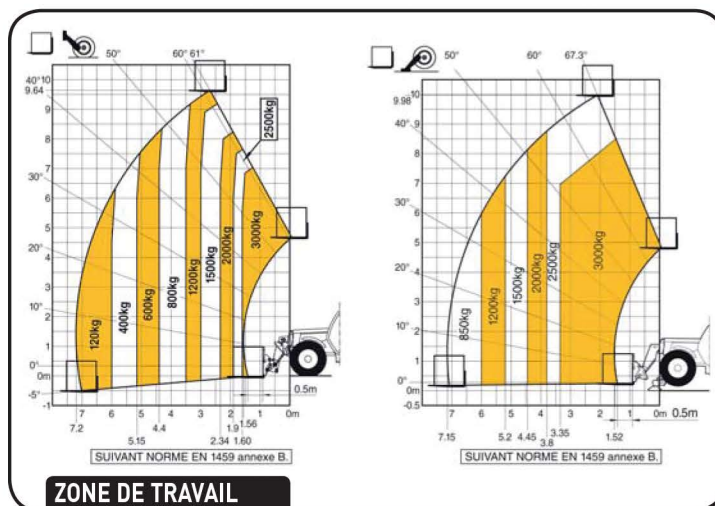 50°
60° 61°
40° 10
9.64
9
8
30°
7
6
20°
5
4
3
10°
2
1
0°
0m
-5°
120kg
400kg
600kg
800kg
1200kg
1500kg
2000kg
3000kg
2500kg
0.5m
7 6 5 4 3 2 1 0m
7.2
5.15
4.4
2.34
1.9
1.60
1.56
SUIVANT NORME EN 1459 annexe B.
50°
60°
67.3°
10
9.98
9
40°
8
7
30°
6
5
20°
4
3
2
10°
1
0°
0m
-0.5
850kg
1200kg
1500kg
2000kg
2500kg
3000kg
7 6 5 4 3 2 1 0m
0.5m
7.15
5.2
4.45
3.8
3.35
1.52
SUIVANT NORME EN 1459 annexe B.
ZONE DE TRAVAIL